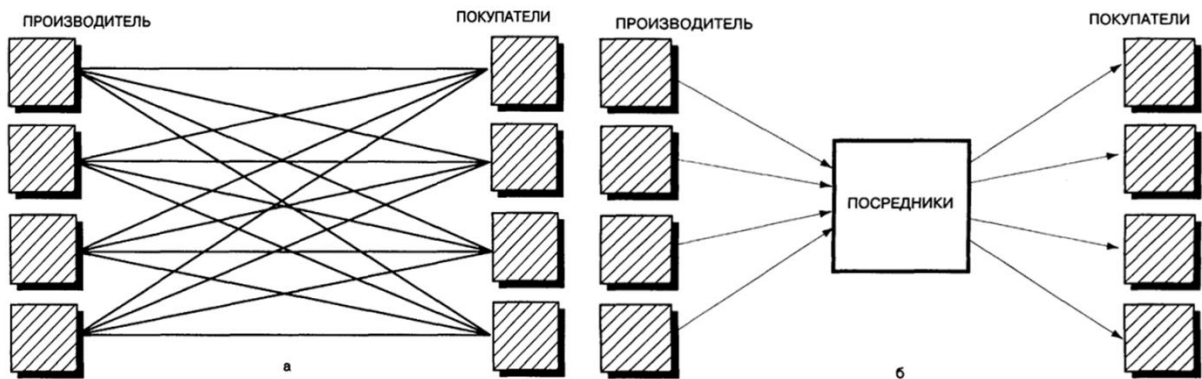 ПРОИЗВОДИТЕЛЬ
ПОКУПАТЕЛИ
а
ПРОИЗВОДИТЕЛЬ
ПОКУПАТЕЛИ
ПОСРЕДНИКИ
б